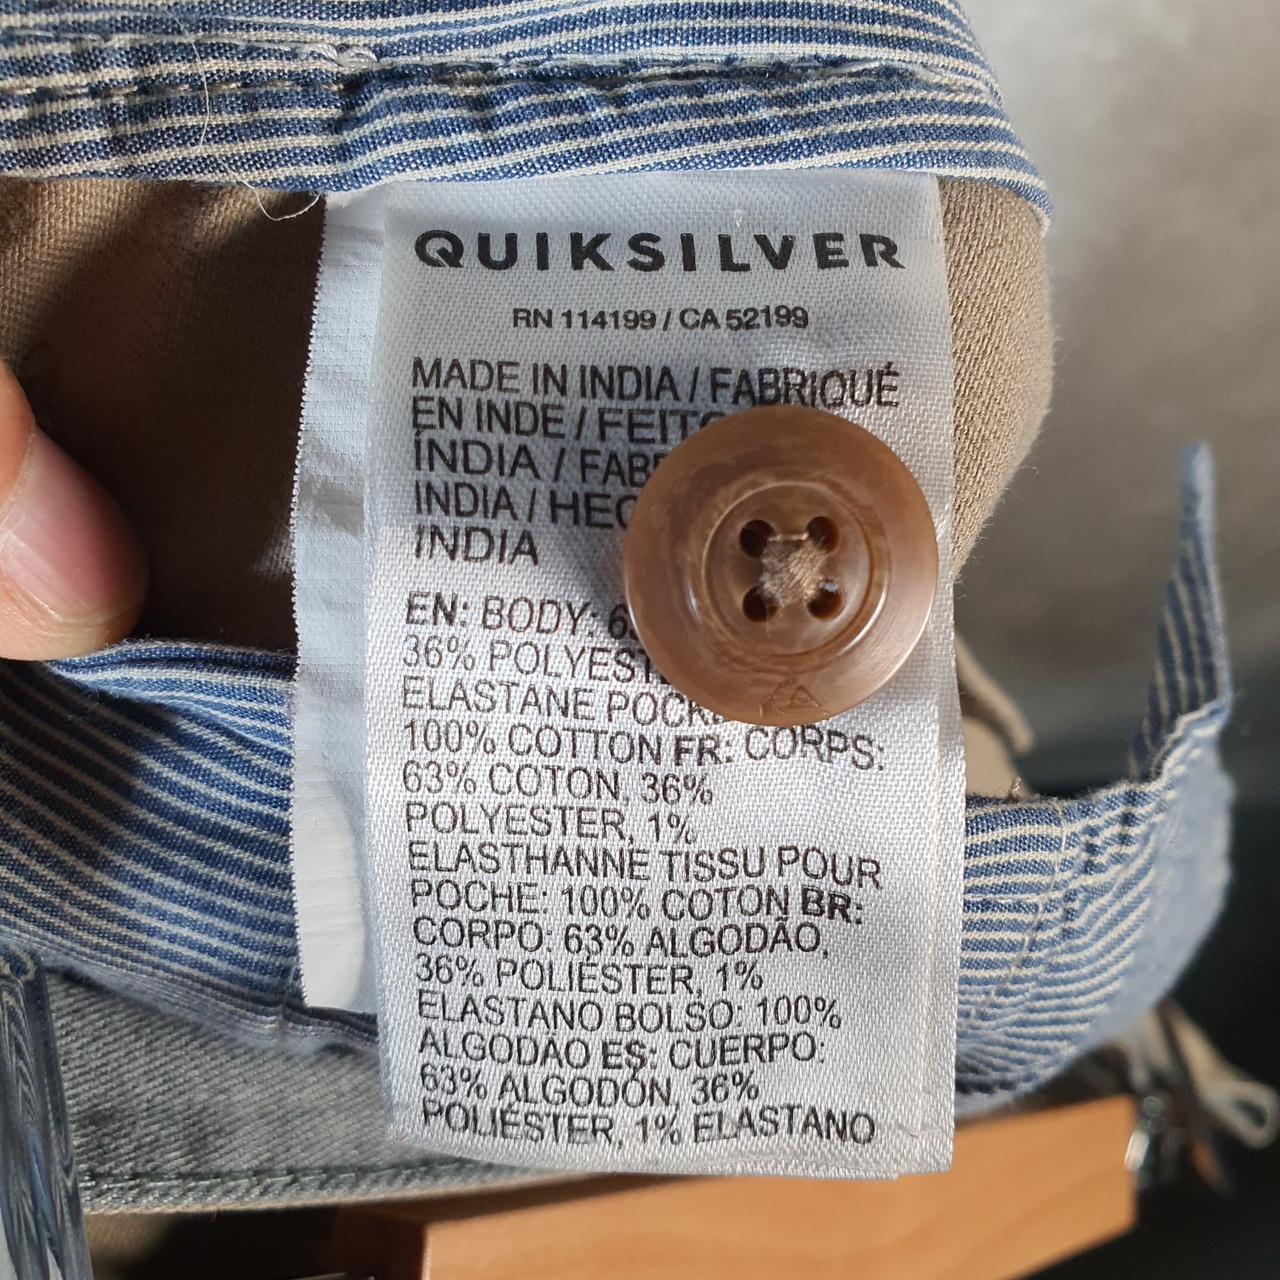 QUIKSILVER
RN 114199 / CA 52199
MADE IN INDIA / FABRIQUÉ
EN INDE / FEITO
ÍNDIA / FABR
INDIA / HEC
INDIA
EN: BODY: 63
36% POLYEST
ELASTANE POCK
100% COTTON FR: CORPS:
63% COTON, 36%
POLYESTER, 1%
ELASTHANNE TISSU POUR
POCHE: 100% COTON BR:
CORPO: 63% ALGODÃO,
36% POLIÉSTER, 1%
ELASTANO BOLSO: 100%
ALGODÃO ES: CUERPO:
63% ALGODÓN, 36%
POLIÉSTER, 1% ELASTANO